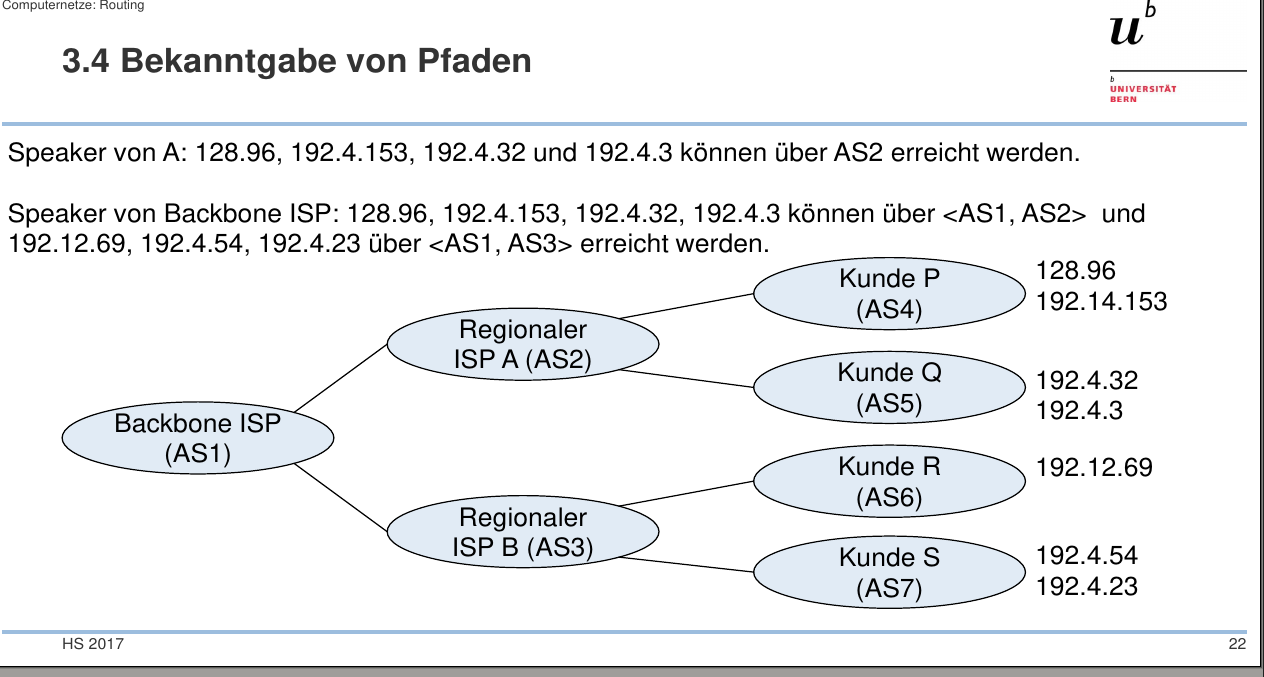 Computernetze: Routing
u b
3.4 Bekanntgabe von Pfaden
b
UNIVERSITÄT
BERN
Speaker von A: 128.96, 192.4.153, 192.4.32 und 192.4.3 können über AS2 erreicht werden.
Speaker von Backbone ISP: 128.96, 192.4.153, 192.4.32, 192.4.3 können über <AS1, AS2> und
192.12.69, 192.4.54, 192.4.23 über <AS1, AS3> erreicht werden.
Kunde P
(AS4)
128.96
192.14.153
Regionaler
ISP A (AS2)
Kunde Q
(AS5)
192.4.32
192.4.3
Backbone ISP
(AS1)
Kunde R
(AS6)
192.12.69
Regionaler
ISP B (AS3)
Kunde S
(AS7)
192.4.54
192.4.23
HS 2017
22